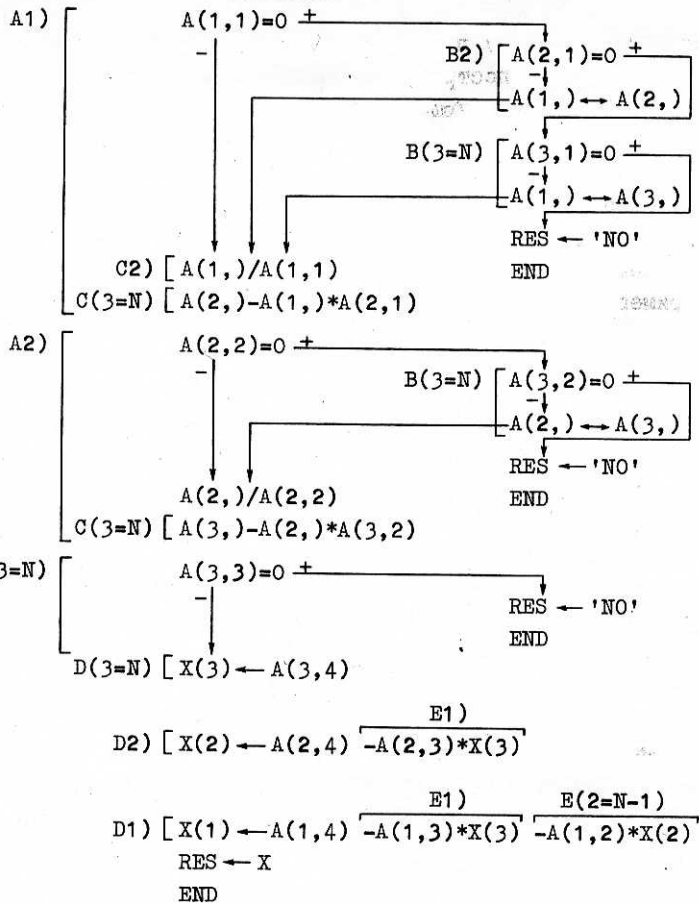 A1) A(1,1)=0 +
-
B2) A(2,1)=0 +
-
A(1,) ↔ A(2,)
B(3=N) A(3,1)=0 +
-
A(1,) ↔ A(3,)
RES ← 'NO'
END
C2) [ A(1,)/A(1,1)
C(3=N) [ A(2,)-A(1,)*A(2,1)
A2) A(2,2)=0 +
-
B(3=N) A(3,2)=0 +
-
A(2,) ↔ A(3,)
RES ← 'NO'
END
A(2,)/A(2,2)
C(3=N) [ A(3,)-A(2,)*A(3,2)
3=N) A(3,3)=0 +
-
RES ← 'NO'
END
D(3=N) [ X(3) ← A(3,4)
E1)
D2) [ X(2) ← A(2,4) -A(2,3)*X(3)
E1) E(2=N-1)
D1) [ X(1) ← A(1,4) -A(1,3)*X(3) -A(1,2)*X(2)
RES ← X
END